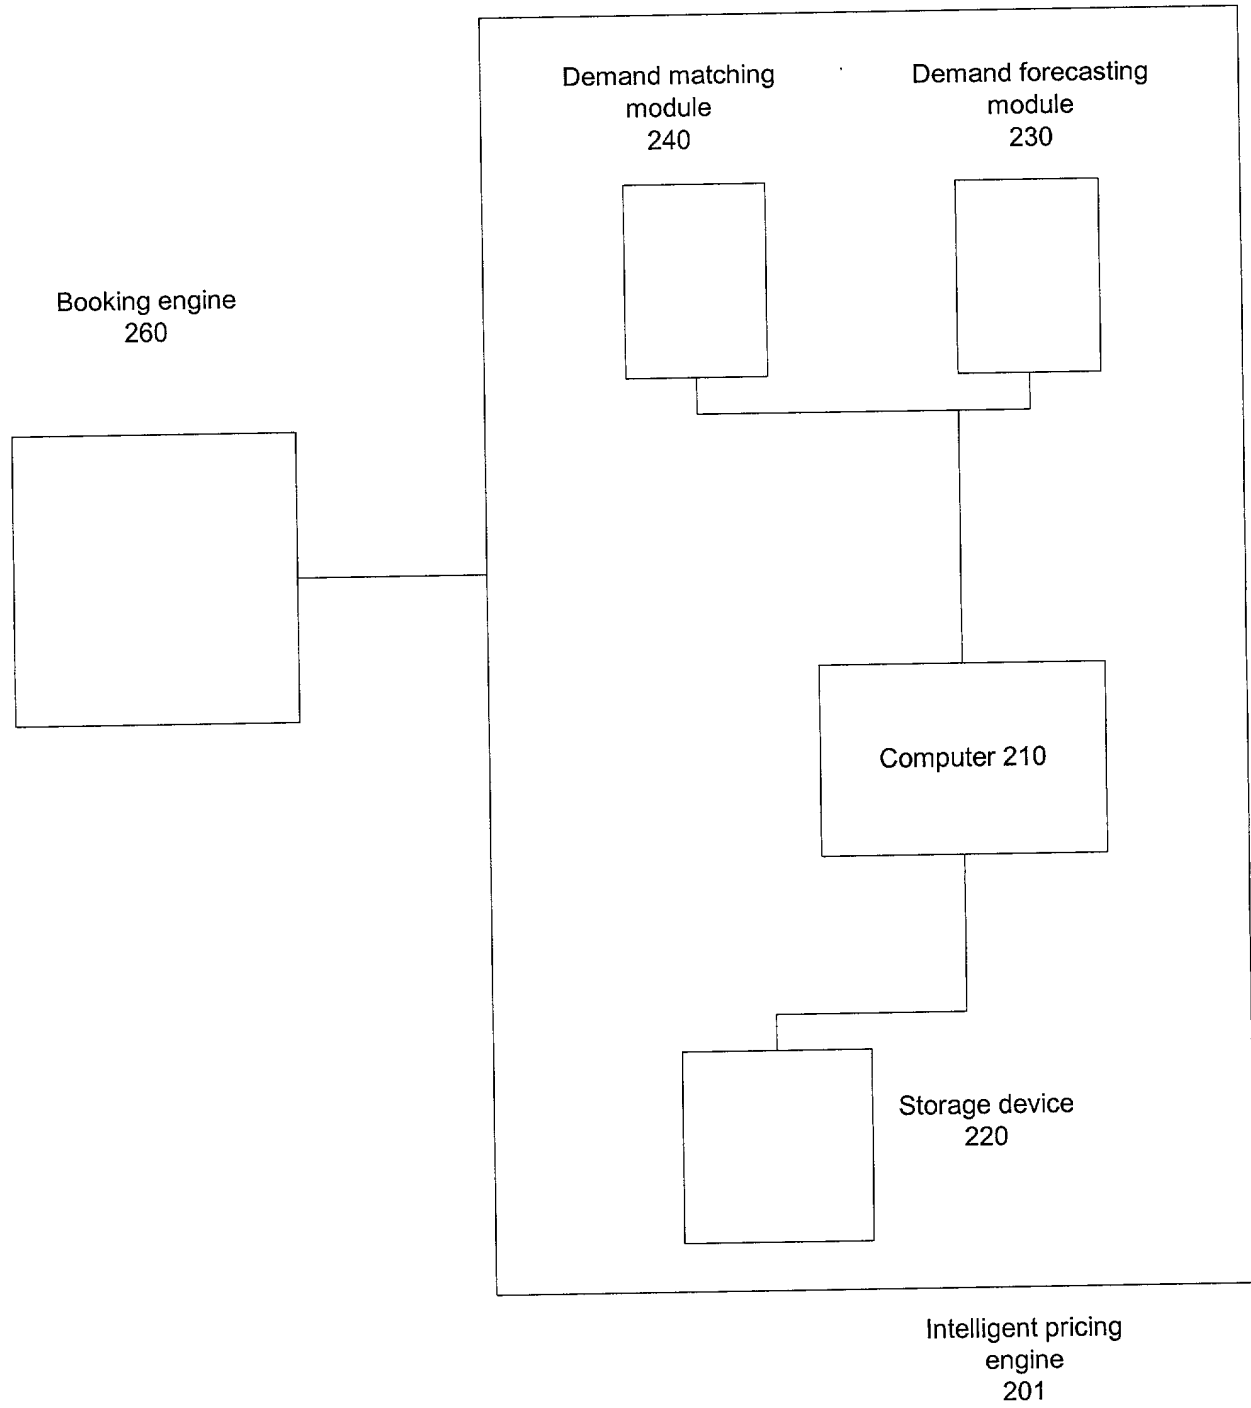 Demand matching
module
240
Demand forecasting
module
230
Booking engine
260
Computer 210
Storage device
220
Intelligent pricing
engine
201